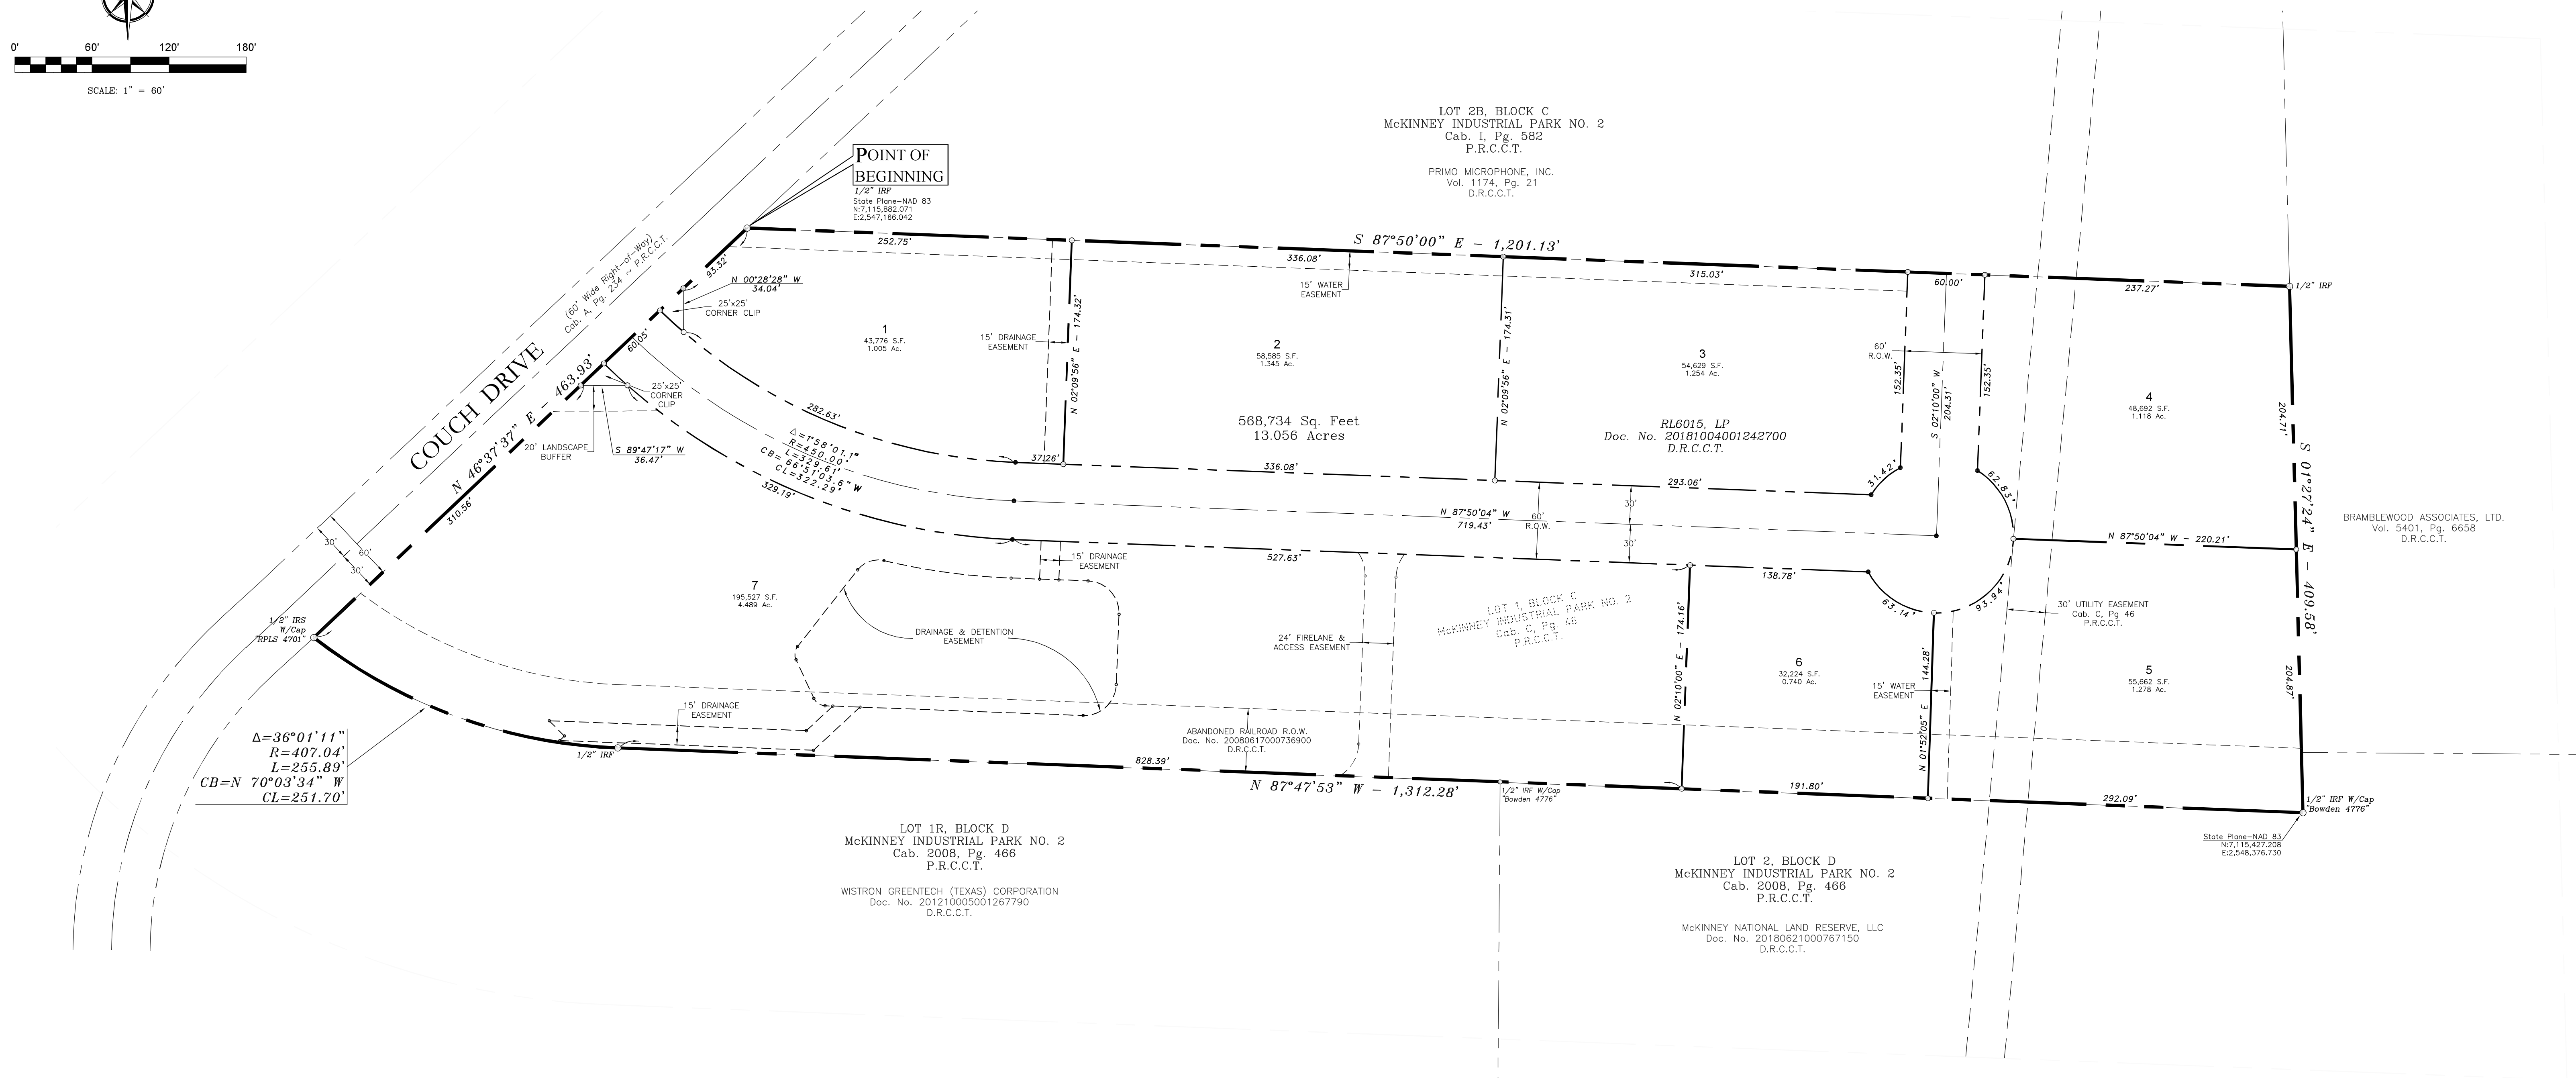 0'
60'
120'
180'
SCALE: 1" = 60'
LOT 2B, BLOCK C
McKINNEY INDUSTRIAL PARK NO. 2
Cab. I, Pg. 582
P.R.C.C.T.
PRIMO MICROPHONE, INC.
Vol. 1174, Pg. 21
D.R.C.C.T.
POINT OF
BEGINNING
1/2" IRF
State Plane-NAD 83
N:7,115,882.071
E:2,547,166.042
S 87°50'00" E - 1,201.13'
252.75'
336.08'
315.03'
60.00'
237.27'
1/2" IRF
15' WATER
EASEMENT
COUCH DRIVE
(60' Wide Right-of-Way)
Cab. A, Pg. 234 ~ P.R.C.C.T.
N 46°37'37" E - 463.93'
93.32'
60.05'
310.56'
N 00°28'28" W
34.04'
25'x25'
CORNER CLIP
25'x25'
CORNER
CLIP
20' LANDSCAPE
BUFFER
S 89°47'17" W
36.47'
1
43,776 S.F.
1.005 Ac.
15' DRAINAGE
EASEMENT
N 02°09'56" E - 174.32'
2
58,585 S.F.
1.345 Ac.
N 02°09'56" E - 174.31'
3
54,629 S.F.
1.254 Ac.
60'
R.O.W.
152.35'
S 02°10'00" W
204.31'
152.35'
4
48,692 S.F.
1.118 Ac.
204.71'
S 01°27'24" E - 409.58'
568,734 Sq. Feet
13.056 Acres
RL6015, LP
Doc. No. 20181004001242700
D.R.C.C.T.
282.63'
Δ=1°58'01.1"
R=450.00'
L=329.61'
CB= 66°51'03.6" W
CL=322.29'
329.19'
37.26'
336.08'
293.06'
31.42'
62.83'
N 87°50'04" W
719.43'
60'
R.O.W.
30'
30'
N 87°50'04" W - 220.21'
BRAMBLEWOOD ASSOCIATES, LTD.
Vol. 5401, Pg. 6658
D.R.C.C.T.
30'
60'
30'
15' DRAINAGE
EASEMENT
527.63'
138.78'
63.14'
93.94'
7
195,527 S.F.
4.489 Ac.
DRAINAGE & DETENTION
EASEMENT
24' FIRELANE &
ACCESS EASEMENT
LOT 1, BLOCK C
McKINNEY INDUSTRIAL PARK NO. 2
Cab. C, Pg. 46
P.R.C.C.T.
30' UTILITY EASEMENT
Cab. C, Pg 46
P.R.C.C.T.
1/2" IRS
W/Cap
"RPLS 4701"
N 02°10'00" E - 174.16'
6
32,224 S.F.
0.740 Ac.
15' WATER
EASEMENT
N 01°52'05" E 144.28'
5
55,662 S.F.
1.278 Ac.
204.87'
15' DRAINAGE
EASEMENT
ABANDONED RAILROAD R.O.W.
Doc. No. 20080617000736900
D.R.C.C.T.
Δ=36°01'11"
R=407.04'
L=255.89'
CB=N 70°03'34" W
CL=251.70'
1/2" IRF
828.39'
N 87°47'53" W - 1,312.28'
1/2" IRF W/Cap
"Bowden 4776"
191.80'
292.09'
1/2" IRF W/Cap
"Bowden 4776"
State Plane-NAD 83
N:7,115,427.208
E:2,548,376.730
LOT 1R, BLOCK D
McKINNEY INDUSTRIAL PARK NO. 2
Cab. 2008, Pg. 466
P.R.C.C.T.
WISTRON GREENTECH (TEXAS) CORPORATION
Doc. No. 201210005001267790
D.R.C.C.T.
LOT 2, BLOCK D
McKINNEY INDUSTRIAL PARK NO. 2
Cab. 2008, Pg. 466
P.R.C.C.T.
McKINNEY NATIONAL LAND RESERVE, LLC
Doc. No. 20180621000767150
D.R.C.C.T.